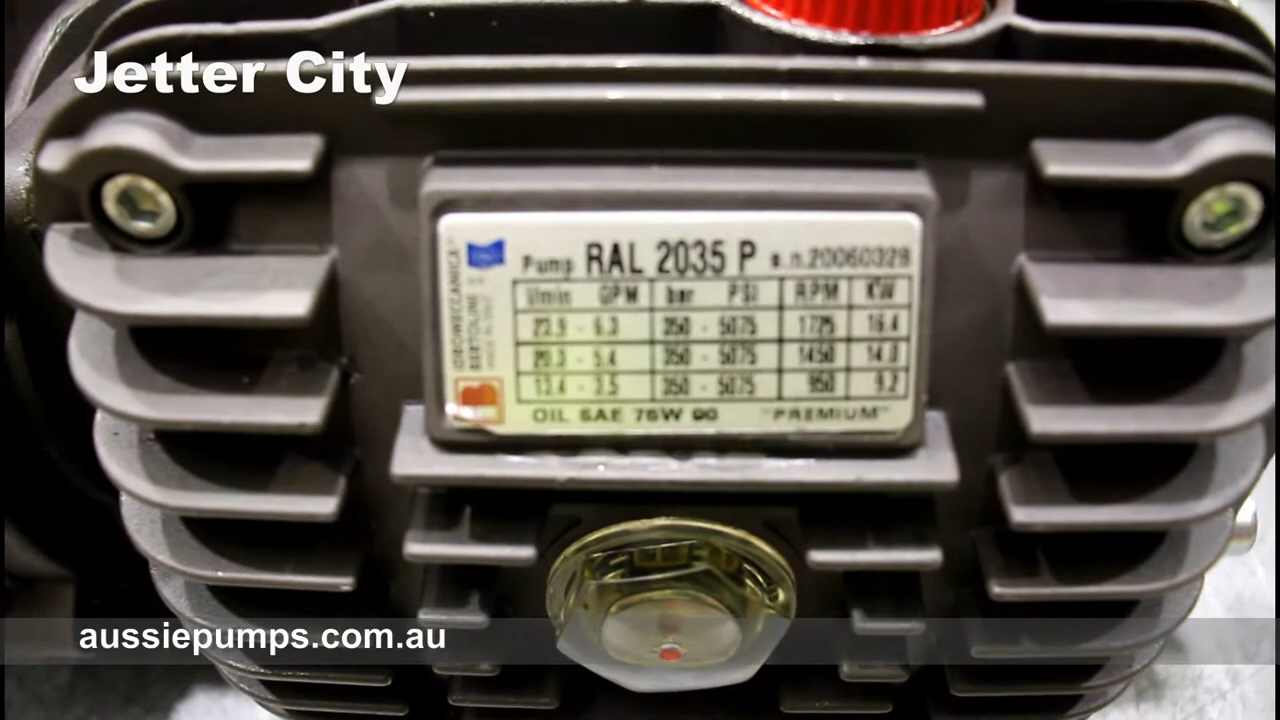 Jetter City
Pump RAL 2035 P s.n.20060329
l/min GPM bar PSI RPM KW
23.9 - 6.3 350 - 5075 1725 16.4
20.3 - 5.4 350 - 5075 1450 14.0
13.4 - 3.5 350 - 5075 950 9.2
OIL SAE 75W 90 "PREMIUM"
IDROMECCANICA
BERTOLINI
aussiepumps.com.au